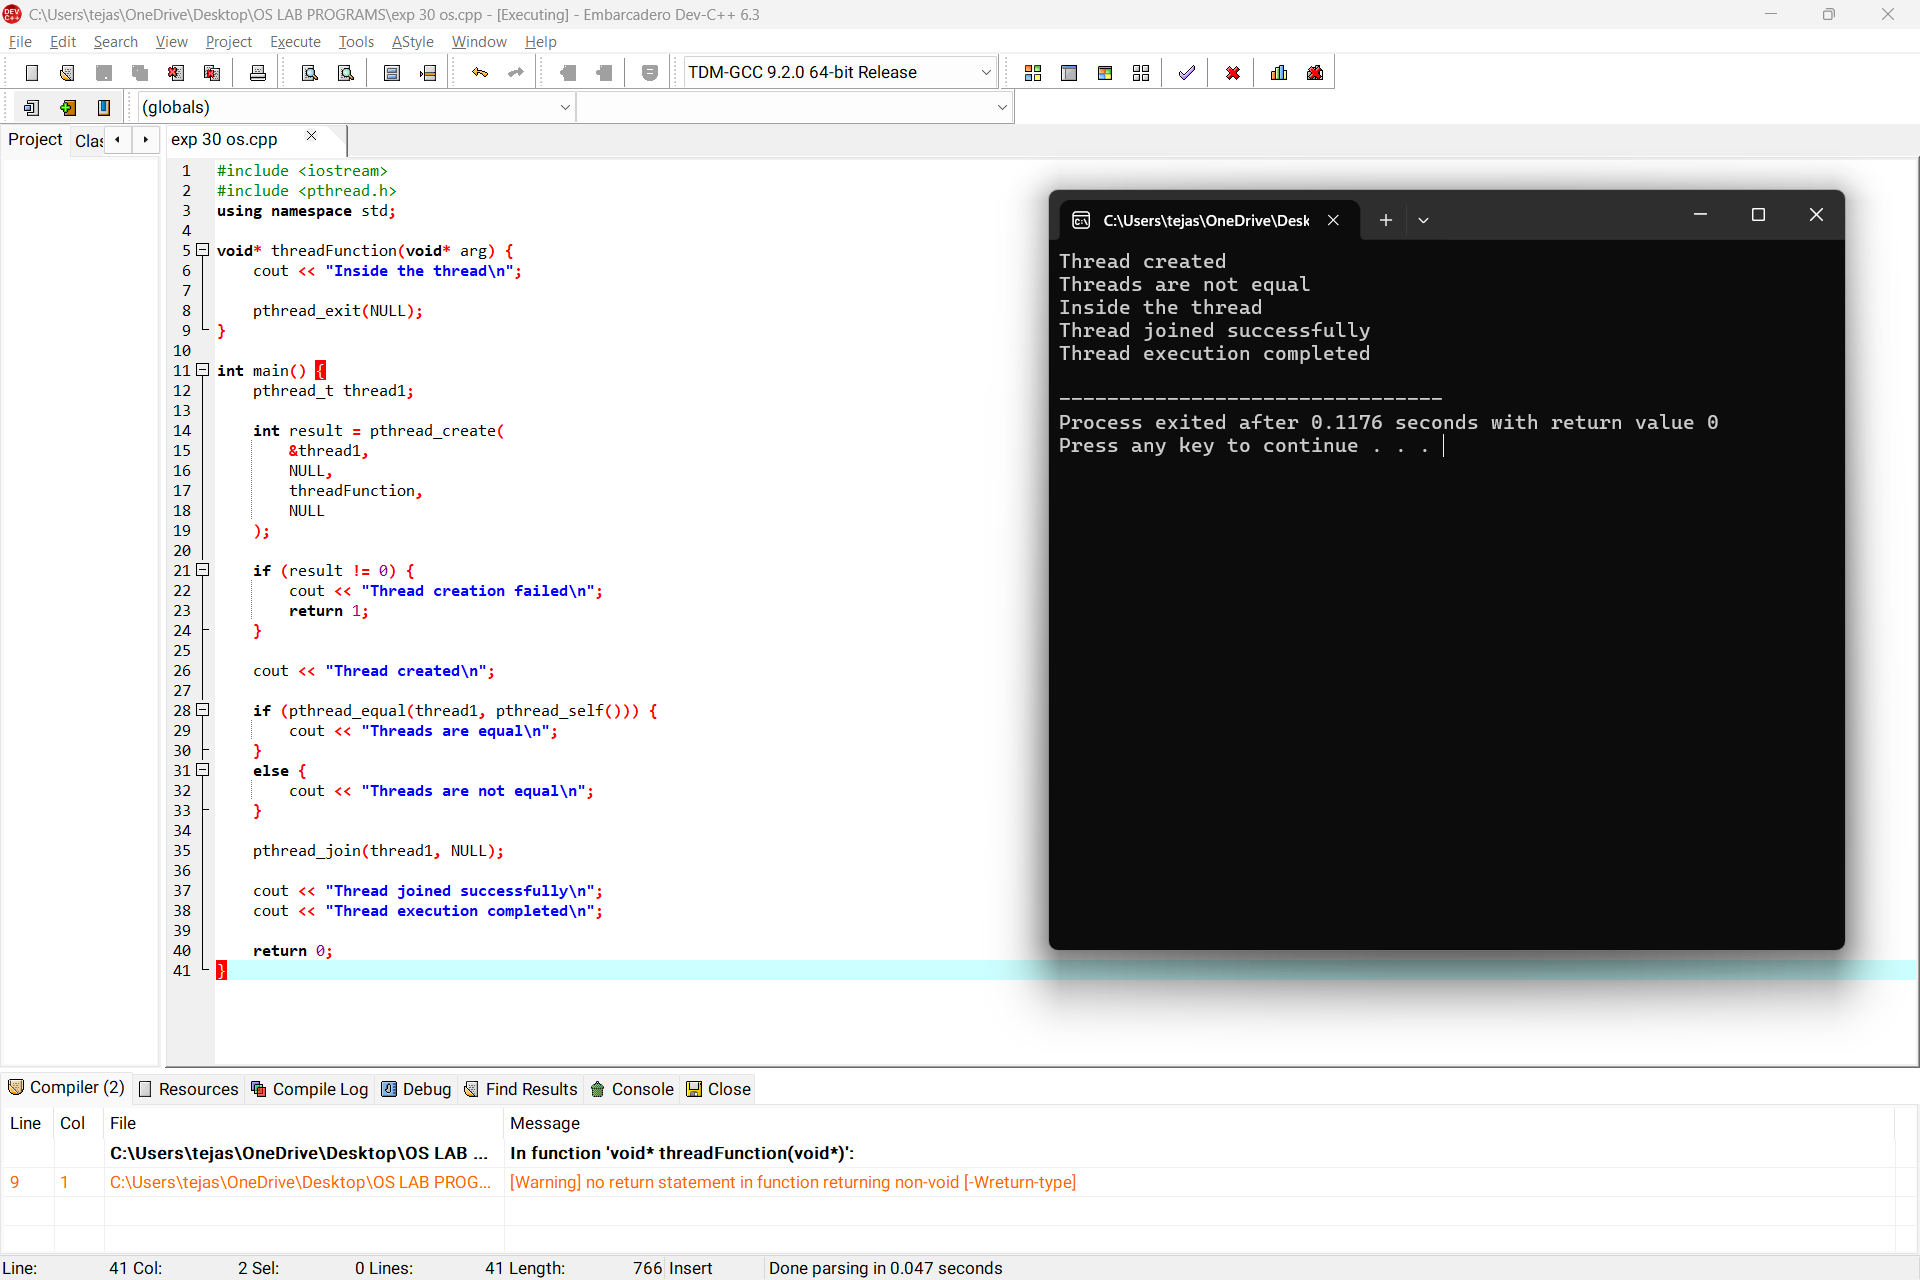 C:\Users\tejas\OneDrive\Desktop\OS LAB PROGRAMS\exp 30 os.cpp - [Executing] - Embarcadero Dev-C++ 6.3
File Edit Search View Project Execute Tools AStyle Window Help
TDM-GCC 9.2.0 64-bit Release
(globals)
Project Clas exp 30 os.cpp
1 #include <iostream>
2 #include <pthread.h>
3 using namespace std;
4
5 void* threadFunction(void* arg) {
6     cout << "Inside the thread\n";
7
8     pthread_exit(NULL);
9 }
10
11 int main() {
12     pthread_t thread1;
13
14     int result = pthread_create(
15         &thread1,
16         NULL,
17         threadFunction,
18         NULL
19     );
20
21     if (result != 0) {
22         cout << "Thread creation failed\n";
23         return 1;
24     }
25
26     cout << "Thread created\n";
27
28     if (pthread_equal(thread1, pthread_self())) {
29         cout << "Threads are equal\n";
30     }
31     else {
32         cout << "Threads are not equal\n";
33     }
34
35     pthread_join(thread1, NULL);
36
37     cout << "Thread joined successfully\n";
38     cout << "Thread execution completed\n";
39
40     return 0;
41 }
C:\Users\tejas\OneDrive\Desk
Thread created
Threads are not equal
Inside the thread
Thread joined successfully
Thread execution completed
--------------------------------
Process exited after 0.1176 seconds with return value 0
Press any key to continue . . .
Compiler (2) Resources Compile Log Debug Find Results Console Close
Line Col File Message
C:\Users\tejas\OneDrive\Desktop\OS LAB ... In function 'void* threadFunction(void*)':
9 1 C:\Users\tejas\OneDrive\Desktop\OS LAB PROG... [Warning] no return statement in function returning non-void [-Wreturn-type]
Line: 41 Col: 2 Sel: 0 Lines: 41 Length: 766 Insert Done parsing in 0.047 seconds